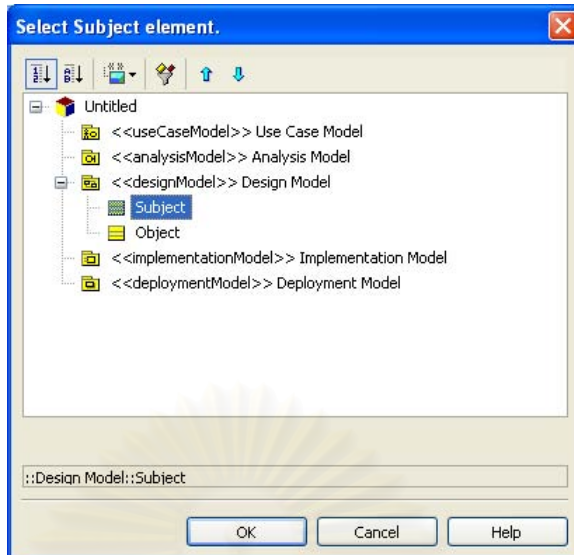 Select Subject element.
Untitled
<<useCaseModel>> Use Case Model
<<analysisModel>> Analysis Model
<<designModel>> Design Model
Subject
Object
<<implementationModel>> Implementation Model
<<deploymentModel>> Deployment Model
::Design Model::Subject
OK Cancel Help